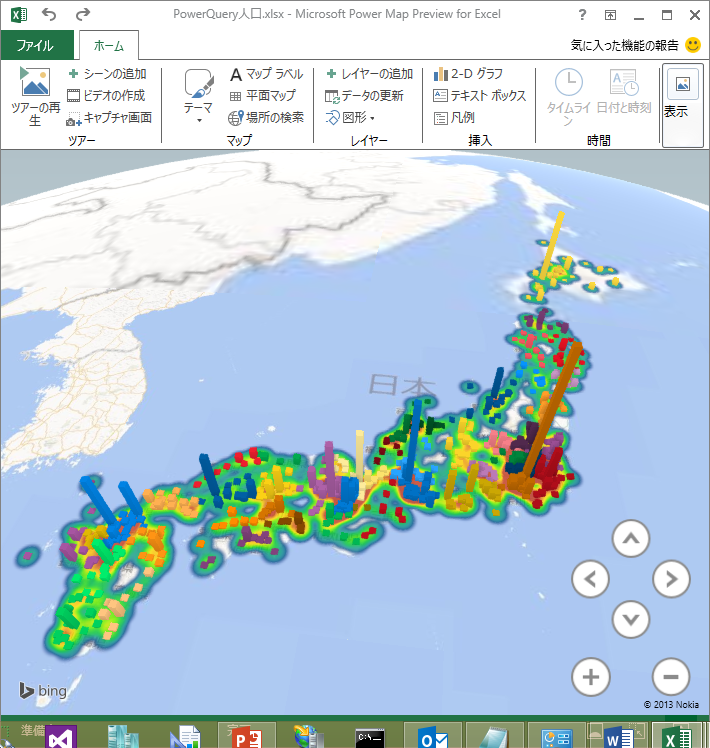 PowerQuery人口.xlsx - Microsoft Power Map Preview for Excel
?
ファイル
ホーム
気に入った機能の報告
ツアーの再生
シーンの追加
ビデオの作成
キャプチャ画面
ツアー
テーマ
マップ ラベル
平面マップ
場所の検索
マップ
レイヤーの追加
データの更新
図形
レイヤー
2-D グラフ
テキスト ボックス
凡例
挿入
タイムライン
日付と時刻
時間
表示
日本
bing
© 2013 Nokia